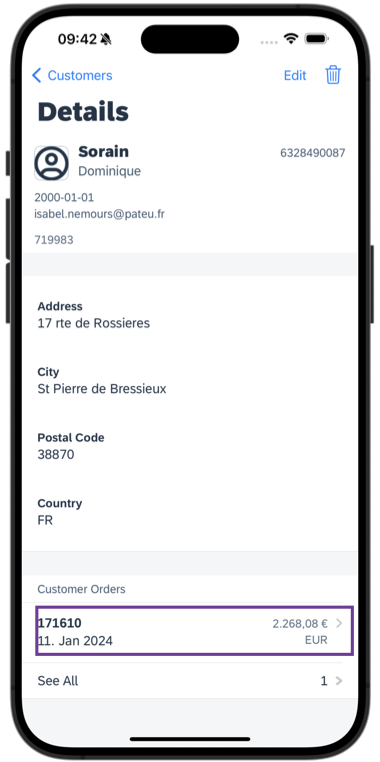 09:42
Customers Edit
Details
Sorain 6328490087
Dominique
2000-01-01
isabel.nemours@pateu.fr
719983
Address
17 rte de Rossieres
City
St Pierre de Bressieux
Postal Code
38870
Country
FR
Customer Orders
171610 2.268,08 €
11. Jan 2024 EUR
See All 1